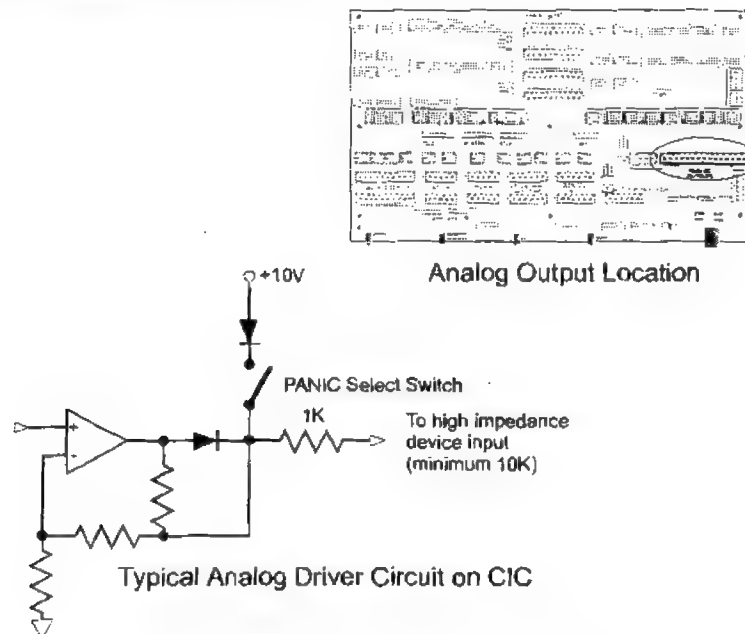 Analog Output Location
+10V
PANIC Select Switch
1K
To high impedance
device input
(minimum 10K)
+
-
Typical Analog Driver Circuit on CIC